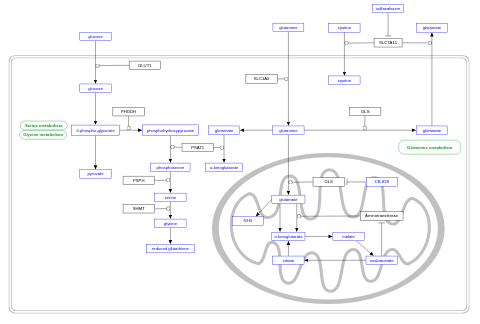 sulfasalazine
glucose
glutamine
cystine
glutamate
SLC7A11
GLUT1
SLC1A5
cystine
glucose
PHGDH
GLS
Serine metabolism
Glycine metabolism
3-phospho-glycerate
phosphohydroxypyruvate
glutamate
glutamine
glutamate
PSAT1
Glutamine metabolism
pyruvate
phosphoserine
α-ketoglutarate
PSPH
GLS
CB-839
serine
glutamate
SHMT
Aminotransferase
glycine
NH3
α-ketoglutarate
malate
reduced glutathione
citrate
oxaloacetate